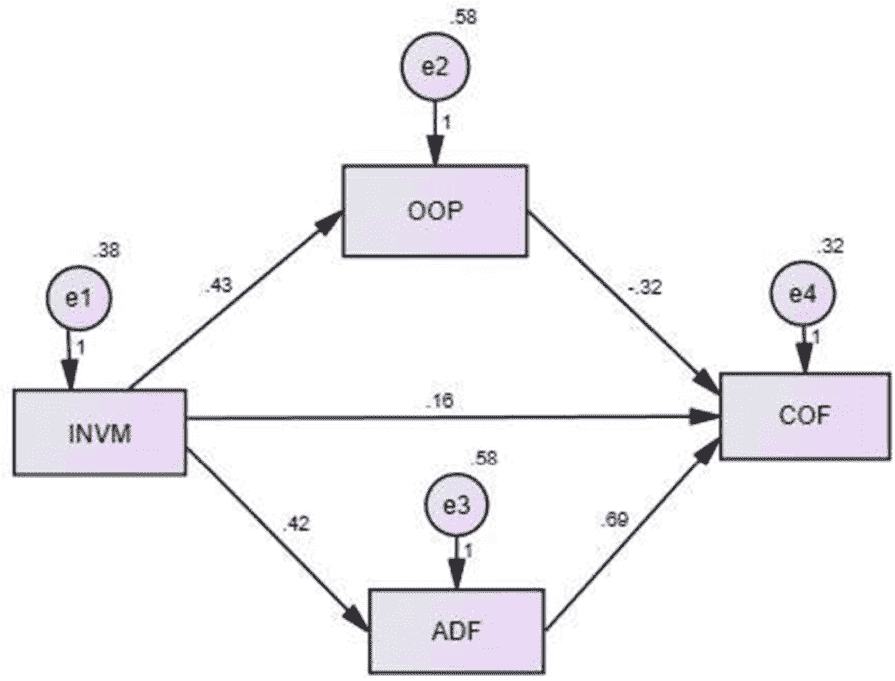 .58
e2
1
OOP
.38
e1
1
.43
-.32
.32
e4
1
INVM
.16
COF
.58
e3
1
.42
.69
ADF